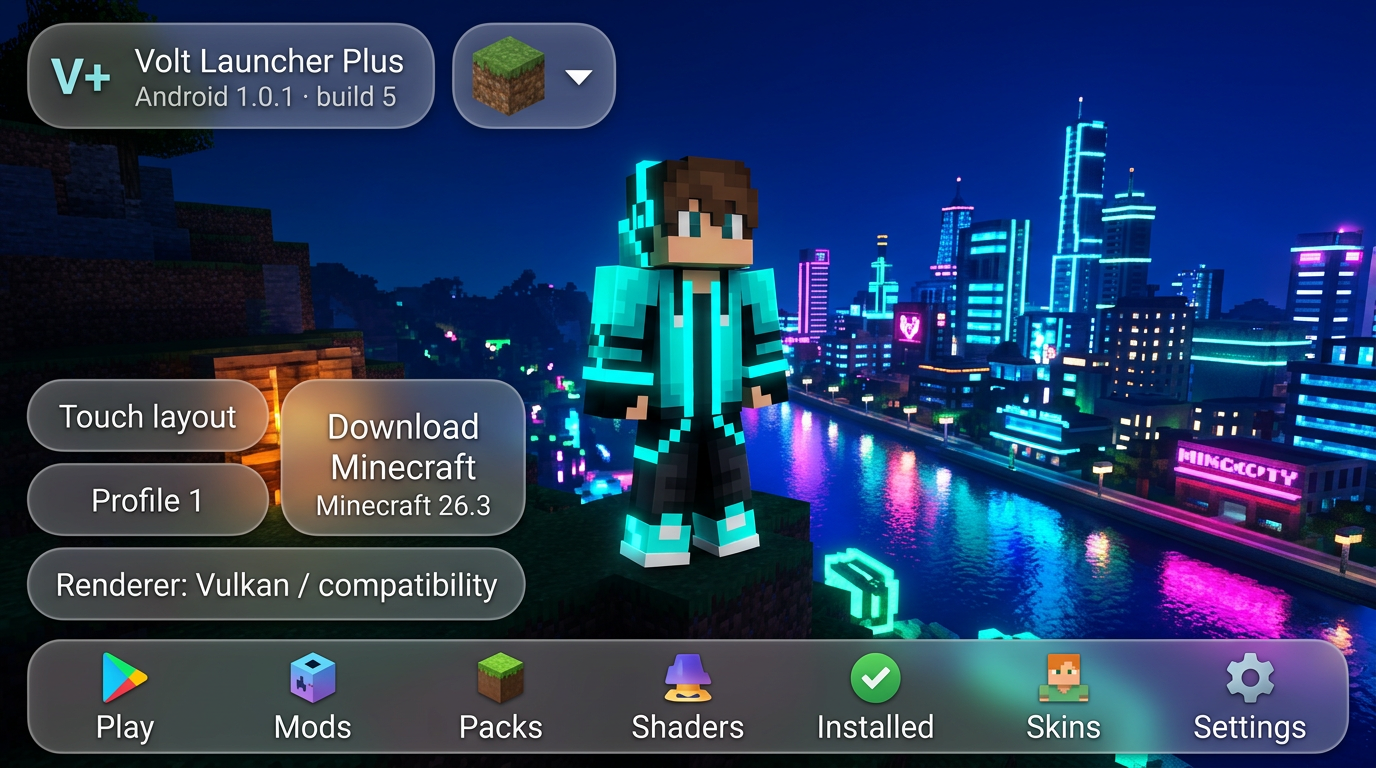 V+
Volt Launcher Plus
Android 1.0.1 · build 5
Touch layout
Download
Minecraft
Minecraft 26.3
Profile 1
Renderer: Vulkan / compatibility
Play
Mods
Packs
Shaders
Installed
Skins
Settings